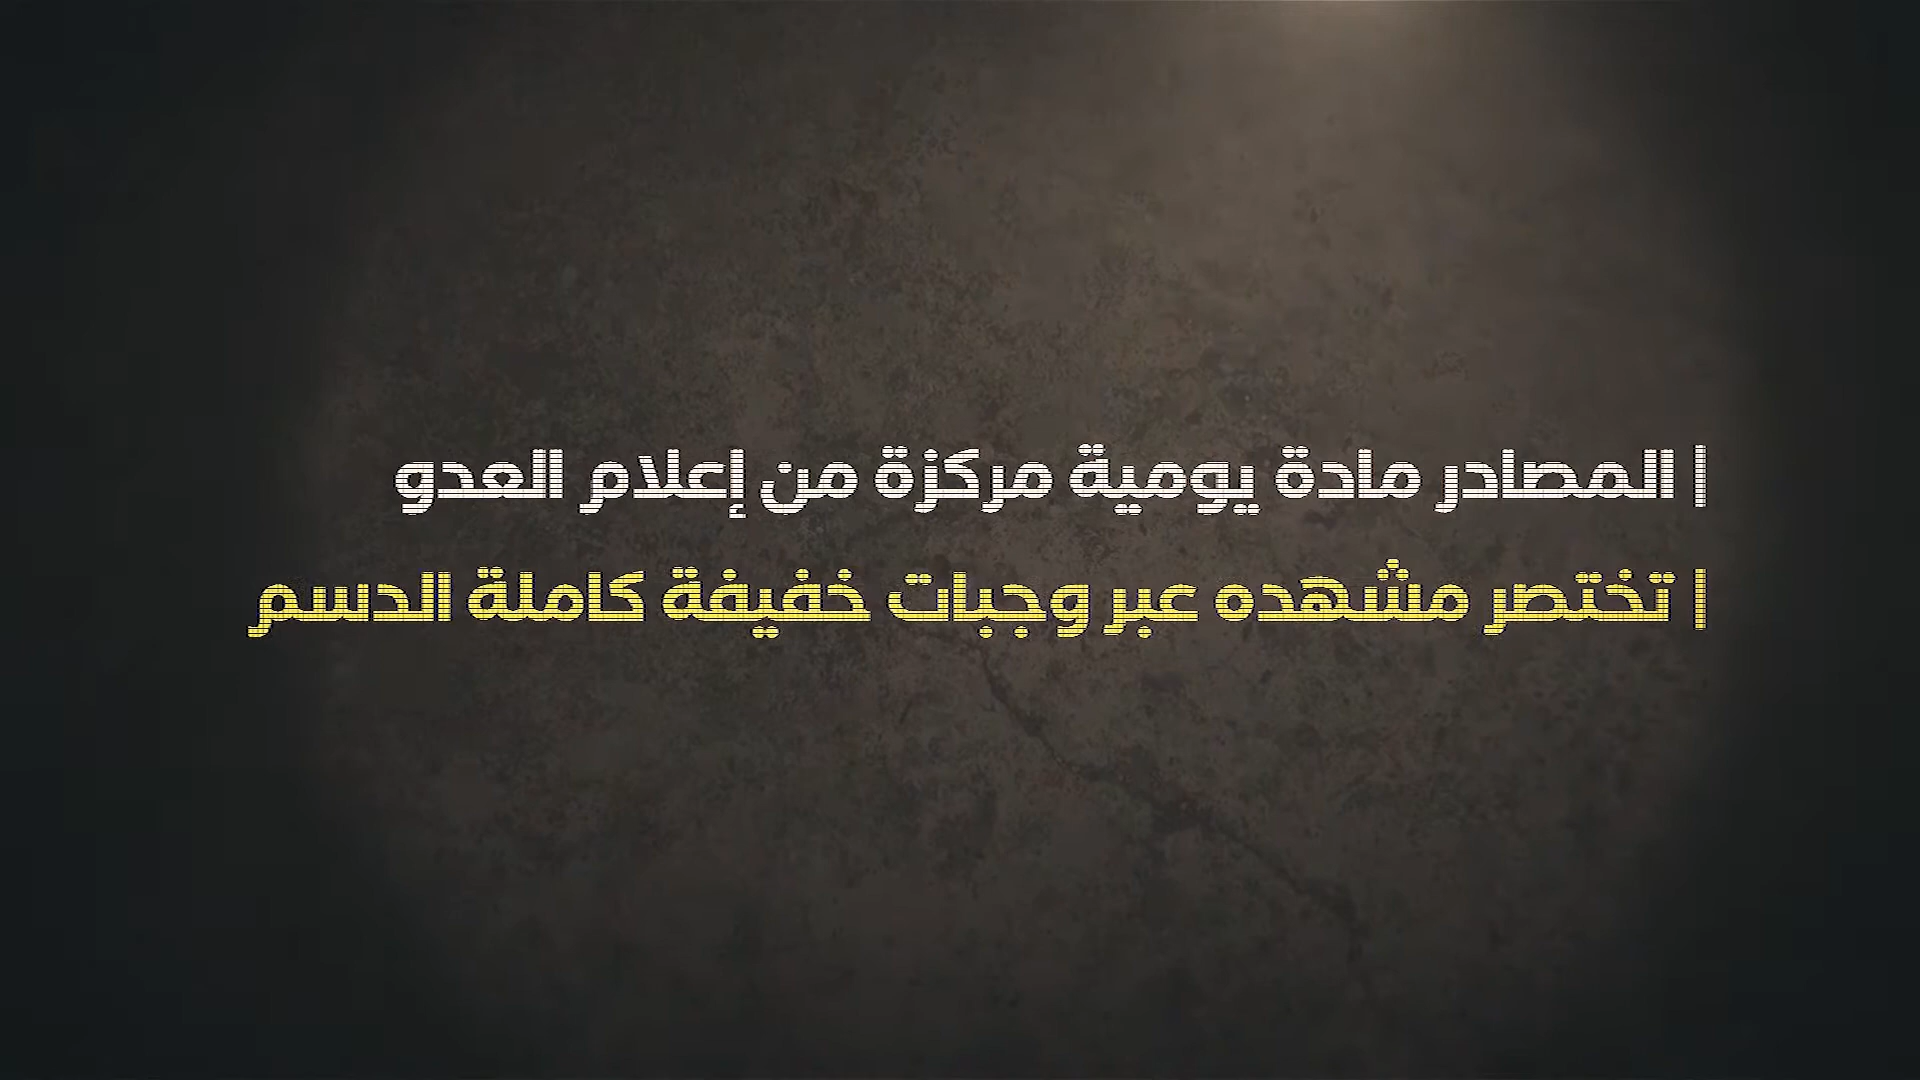 | المصادر مادة يومية مركزة من إعلام العدو
| تختصر مشهده عبر وجبات خفيفة كاملة الدسم